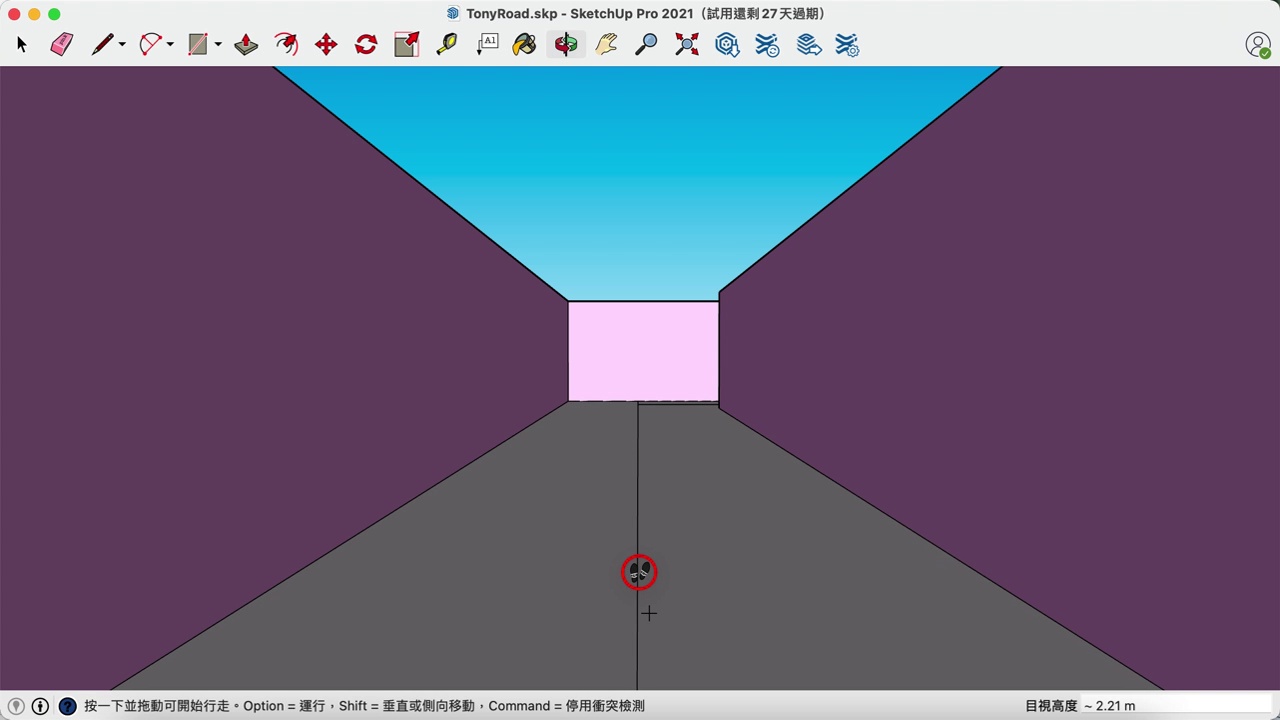 TonyRoad.skp - SketchUp Pro 2021（試用還剩 27 天過期）
A1
按一下並拖動可開始行走。Option = 運行，Shift = 垂直或側向移動，Command = 停用衝突檢測
目視高度 ~ 2.21 m